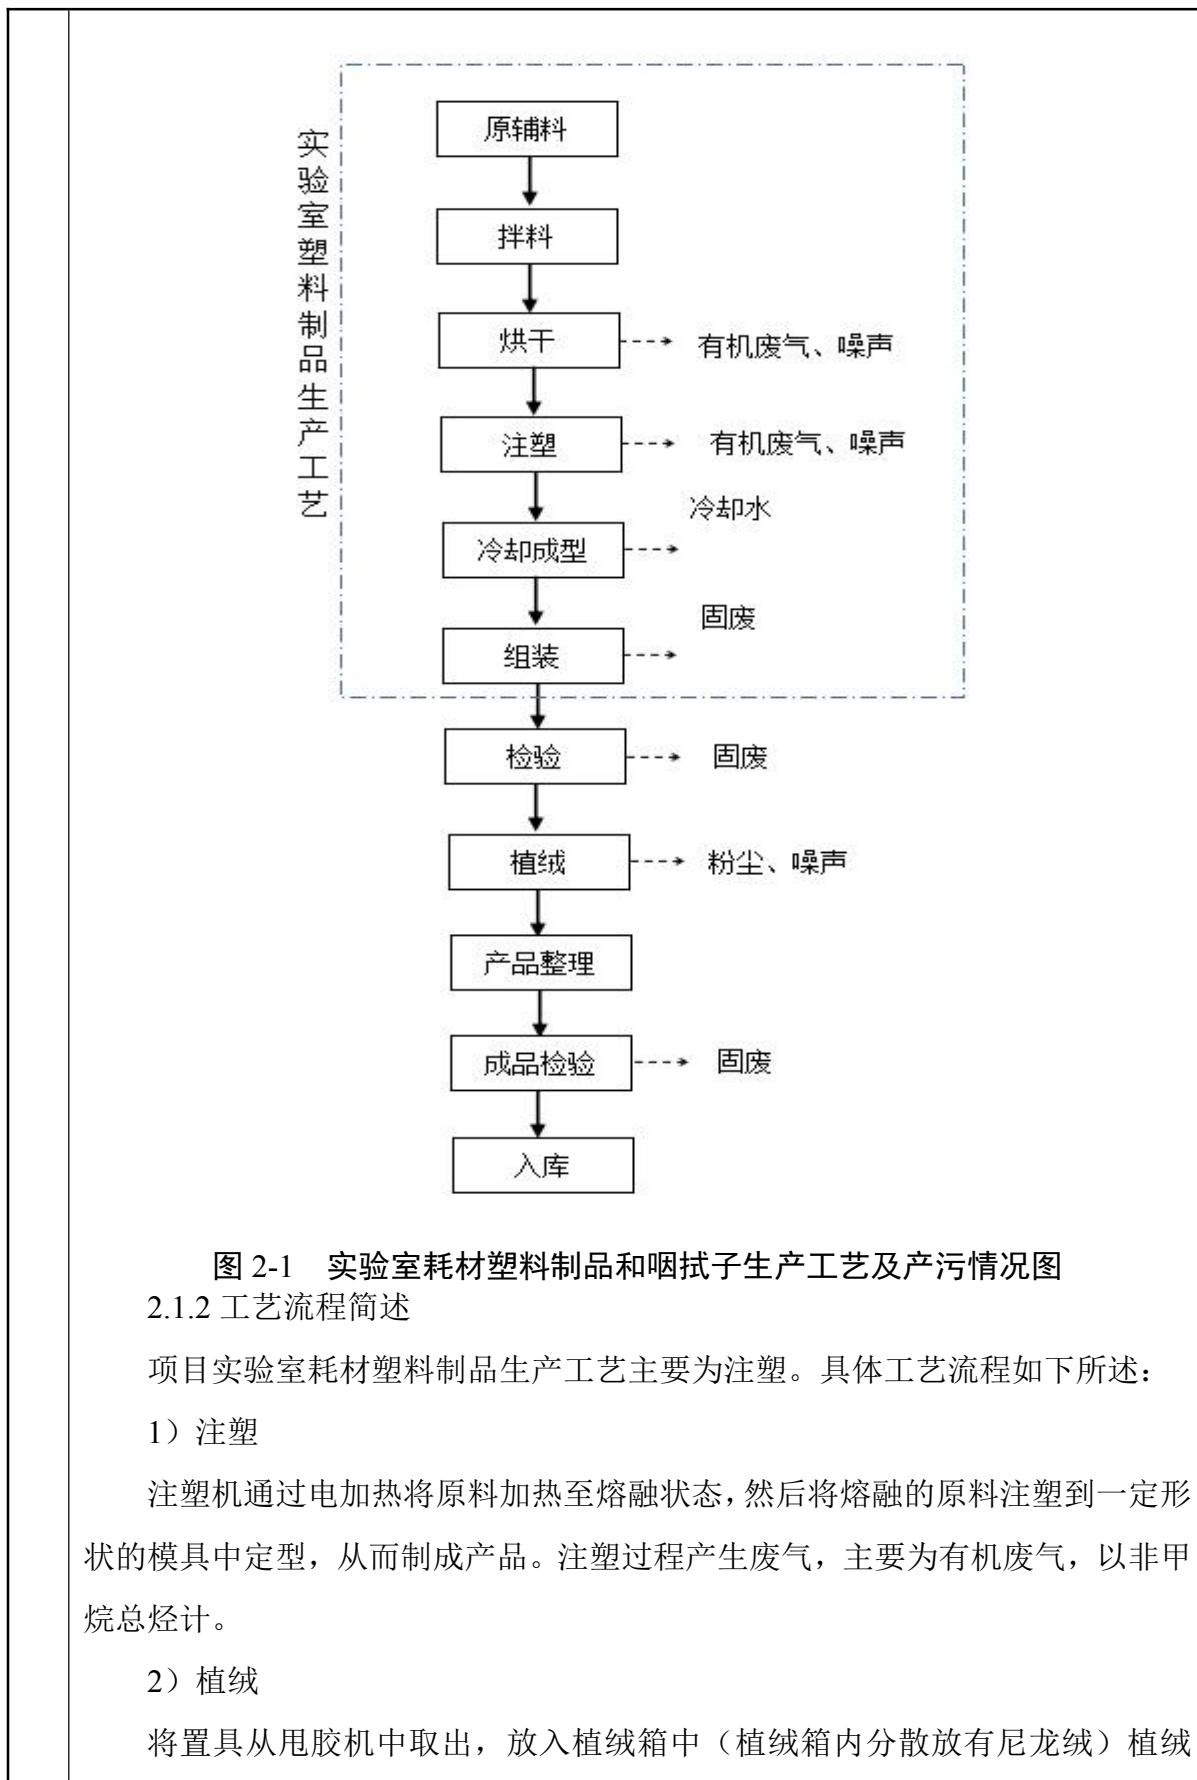 实验室塑料制品生产工艺
原辅料
拌料
烘干
有机废气、噪声
注塑
有机废气、噪声
冷却水
冷却成型
固废
组装
检验
固废
植绒
粉尘、噪声
产品整理
成品检验
固废
入库
图 2-1 实验室耗材塑料制品和咽拭子生产工艺及产污情况图
2.1.2 工艺流程简述
项目实验室耗材塑料制品生产工艺主要为注塑。具体工艺流程如下所述：
1）注塑
注塑机通过电加热将原料加热至熔融状态，然后将熔融的原料注塑到一定形
状的模具中定型，从而制成产品。注塑过程产生废气，主要为有机废气，以非甲
烷总烃计。
2）植绒
将置具从甩胶机中取出，放入植绒箱中（植绒箱内分散放有尼龙绒）植绒